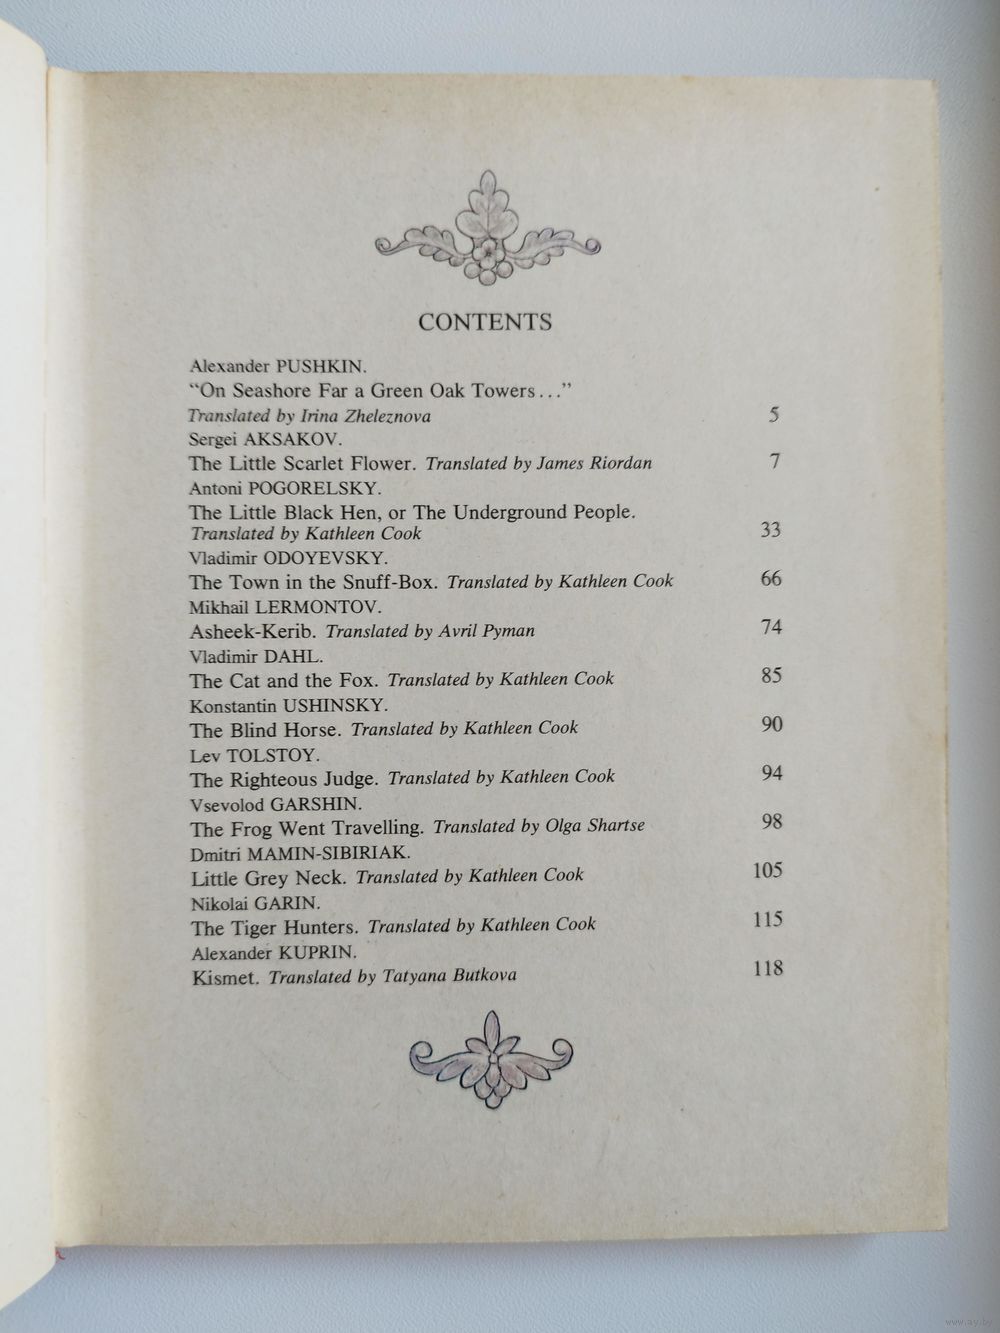 CONTENTS
Alexander PUSHKIN.
“On Seashore Far a Green Oak Towers...”
Translated by Irina Zheleznova 5
Sergei AKSAKOV.
The Little Scarlet Flower. Translated by James Riordan 7
Antoni POGORELSKY.
The Little Black Hen, or The Underground People.
Translated by Kathleen Cook 33
Vladimir ODOYEVSKY.
The Town in the Snuff-Box. Translated by Kathleen Cook 66
Mikhail LERMONTOV.
Asheek-Kerib. Translated by Avril Pyman 74
Vladimir DAHL.
The Cat and the Fox. Translated by Kathleen Cook 85
Konstantin USHINSKY.
The Blind Horse. Translated by Kathleen Cook 90
Lev TOLSTOY.
The Righteous Judge. Translated by Kathleen Cook 94
Vsevolod GARSHIN.
The Frog Went Travelling. Translated by Olga Shartse 98
Dmitri MAMIN-SIBIRIAK.
Little Grey Neck. Translated by Kathleen Cook 105
Nikolai GARIN.
The Tiger Hunters. Translated by Kathleen Cook 115
Alexander KUPRIN.
Kismet. Translated by Tatyana Butkova 118
www.ay.by